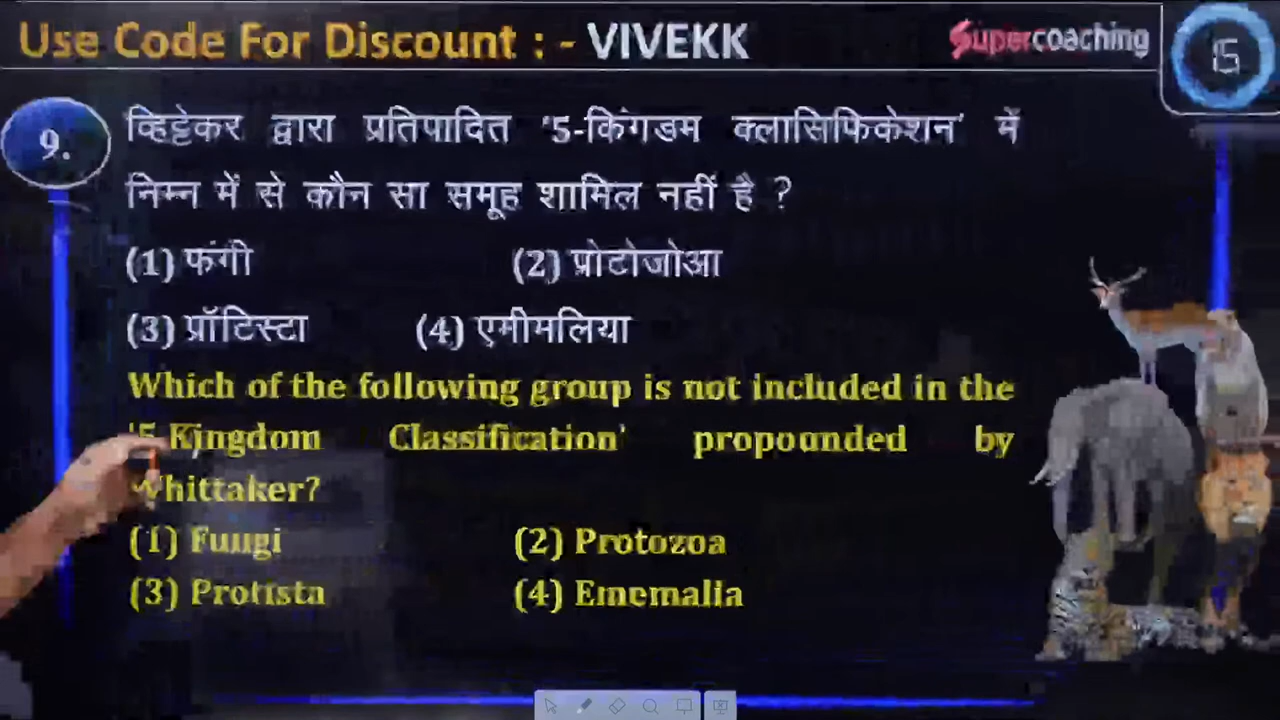 Use Code For Discount : - VIVEKK
Supercoaching
15
9.
व्हिट्टेकर द्वारा प्रतिपादित '5-किंगडम क्लासिफिकेशन' में
निम्न में से कौन सा समूह शामिल नहीं है ?
(1) फंगी (2) प्रोटोजोआ
(3) प्रॉटिस्टा (4) एमीमलिया
Which of the following group is not included in the
'5 Kingdom Classification' propounded by
Whittaker?
(1) Fungi (2) Protozoa
(3) Protista (4) Ememalia